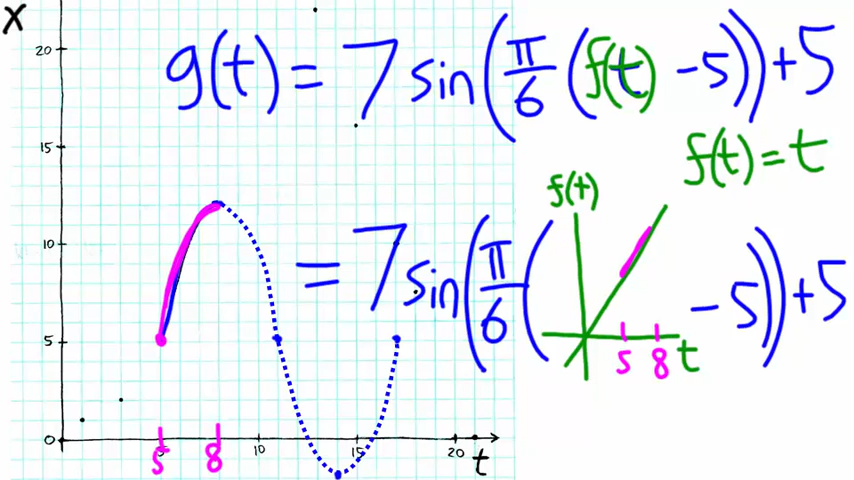 x
20
g(t) = 7 sin(π/6 (f(t) - 5)) + 5
15
f(t) = t
f(t)
10
= 7 sin(π/6 ( - 5)) + 5
5
5 8 t
0
5 8 10 15 20 t